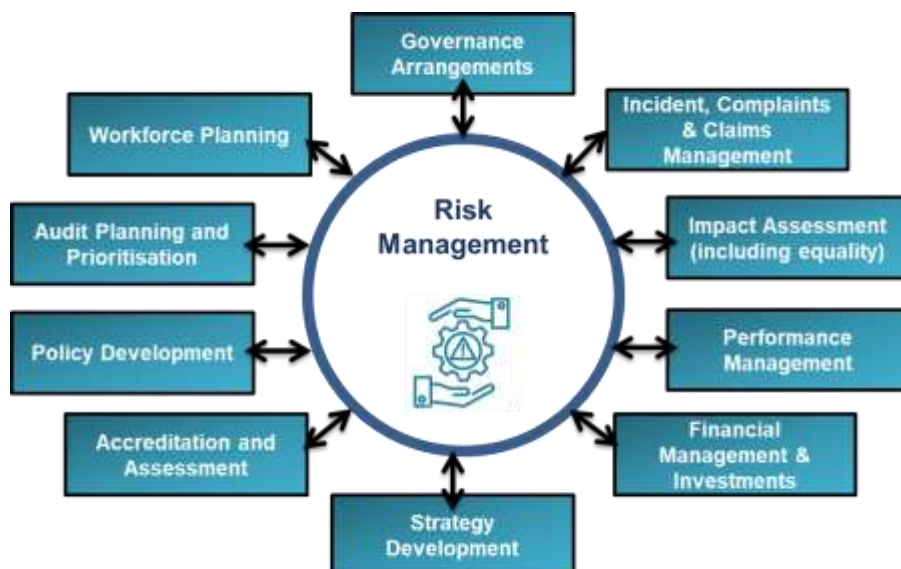 Governance
Arrangements
Workforce Planning
Incident, Complaints
& Claims
Management
Risk
Management
Audit Planning and
Prioritisation
Impact Assessment
(including equality)
Policy Development
Performance
Management
Accreditation and
Assessment
Financial
Management &
Investments
Strategy
Development